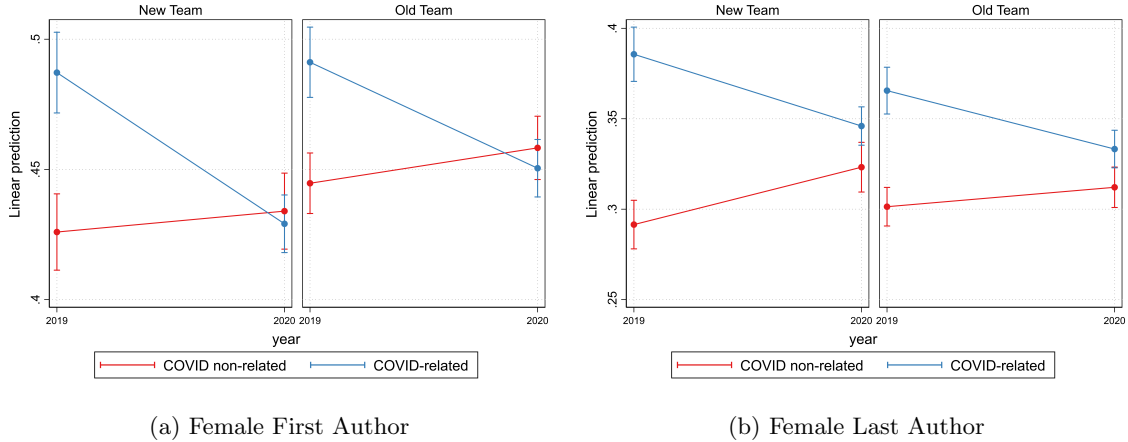 New Team
Old Team
Linear prediction
.5
.45
.4
2019
2020
2019
2020
year
COVID non-related
COVID-related
(a) Female First Author
New Team
Old Team
Linear prediction
.4
.35
.3
.25
2019
2020
2019
2020
year
COVID non-related
COVID-related
(b) Female Last Author